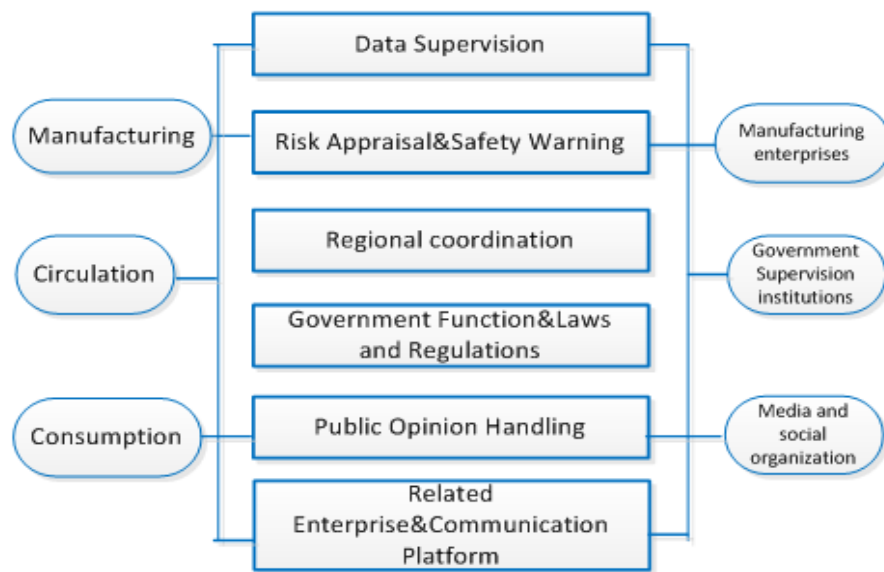 Data Supervision
Manufacturing
Risk Appraisal&Safety Warning
Manufacturing
enterprises
Regional coordination
Circulation
Government
Supervision
institutions
Government Function&Laws
and Regulations
Consumption
Public Opinion Handling
Media and
social
organization
Related
Enterprise&Communication
Platform